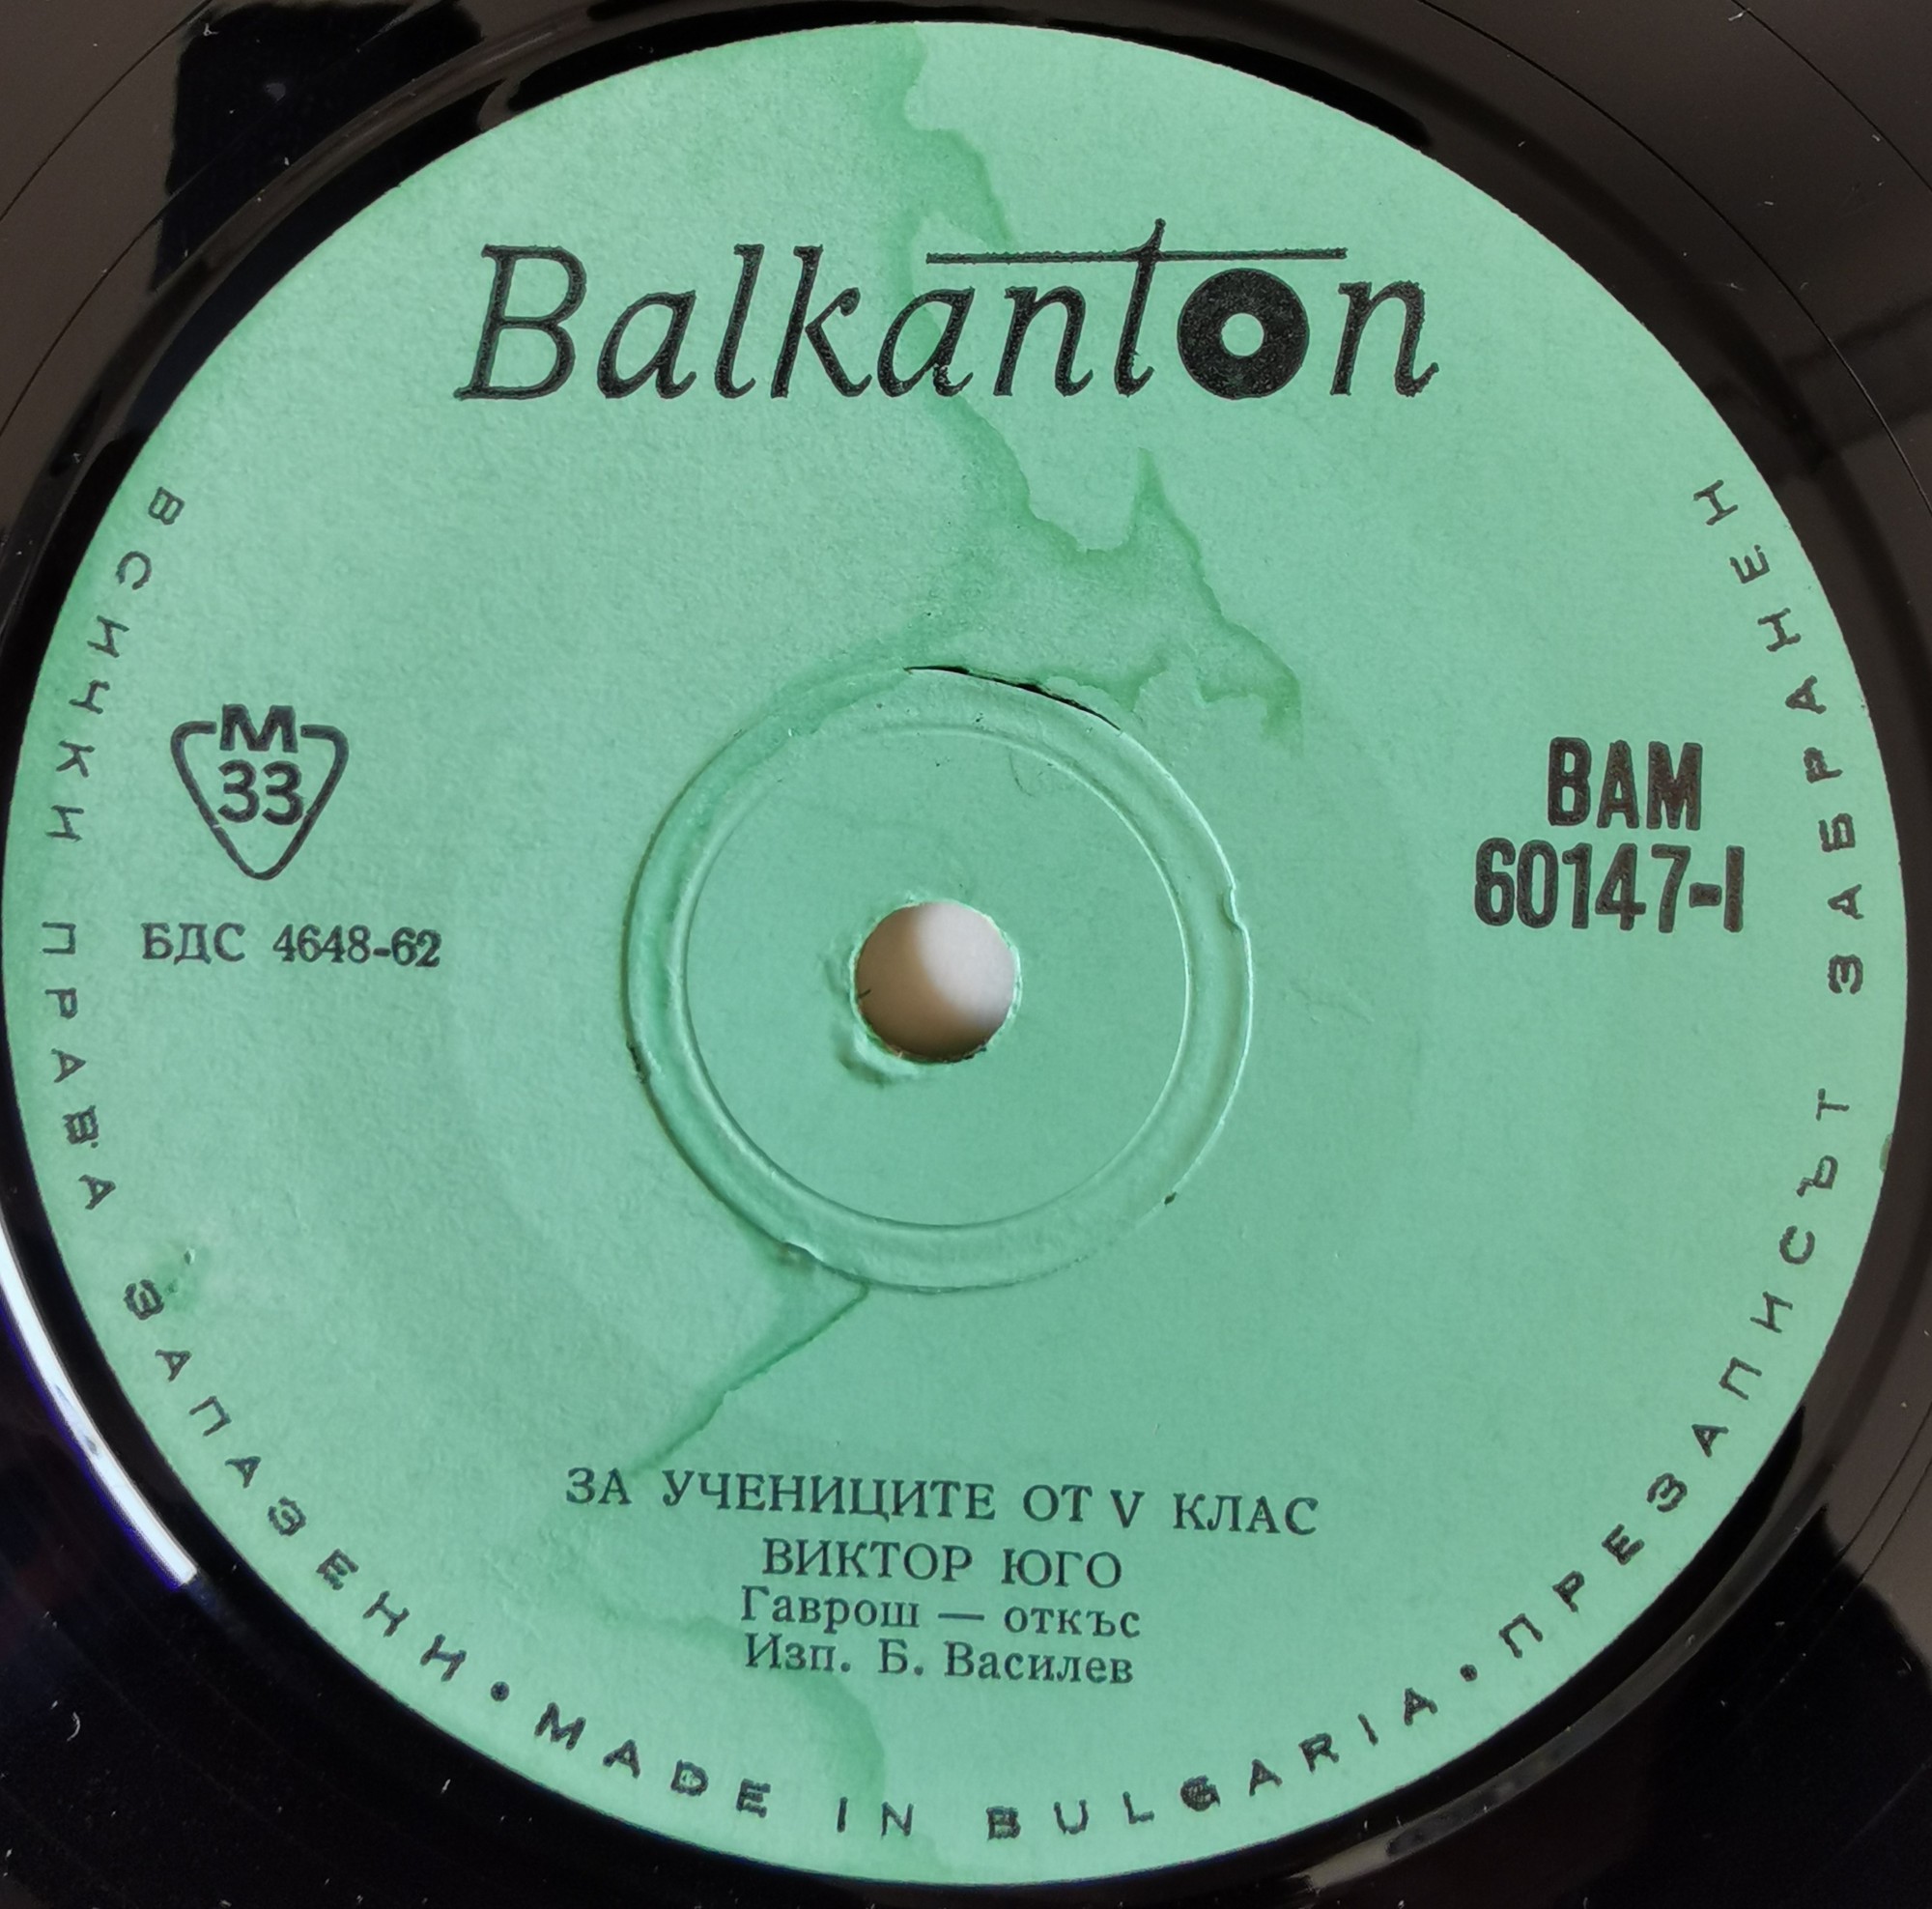 Balkanton
М
33
БДС 4648-62
ВАМ
60147-I
ЗА УЧЕНИЦИТЕ ОТ V КЛАС
ВИКТОР ЮГО
Гаврош — откъс
Изп. Б. Василев
ВСИЧКИ ПРАВА ЗАПАЗЕНИ • MADE IN BULGARIA • ПРЕЗАПИСЪТ ЗАБРАНЕН